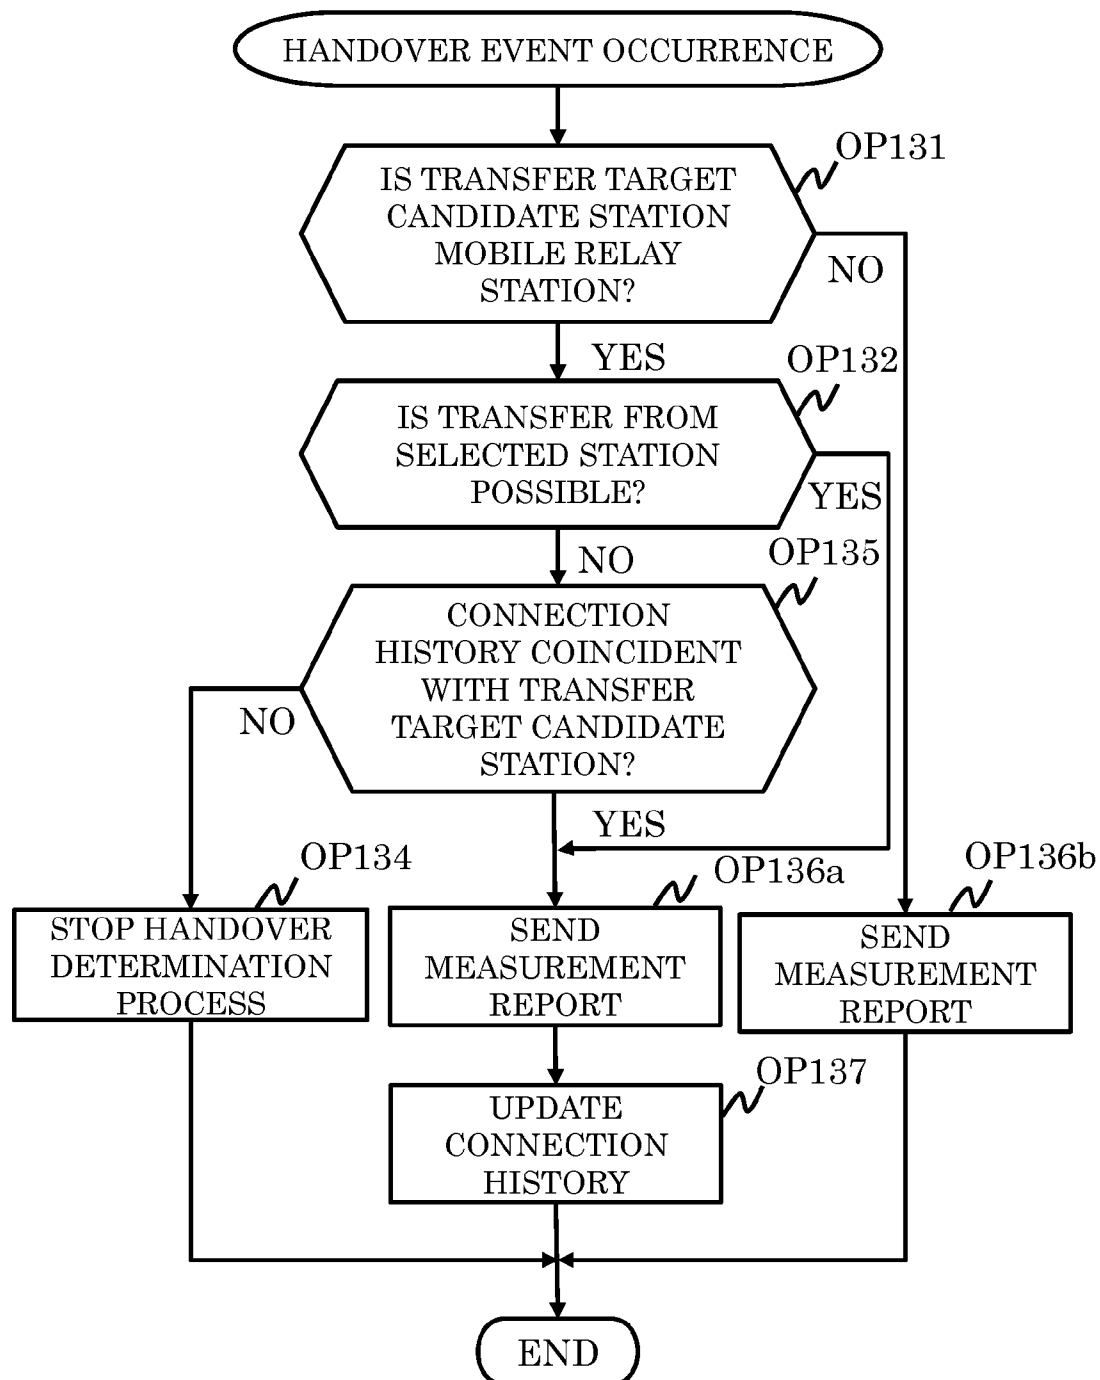 HANDOVER EVENT OCCURRENCE
OP131
IS TRANSFER TARGET
CANDIDATE STATION
MOBILE RELAY
STATION?
NO
YES
OP132
IS TRANSFER FROM
SELECTED STATION
POSSIBLE?
YES
NO
OP135
CONNECTION
HISTORY COINCIDENT
WITH TRANSFER
TARGET CANDIDATE
STATION?
NO
YES
OP134
STOP HANDOVER
DETERMINATION
PROCESS
OP136a
SEND
MEASUREMENT
REPORT
OP136b
SEND
MEASUREMENT
REPORT
OP137
UPDATE
CONNECTION
HISTORY
END